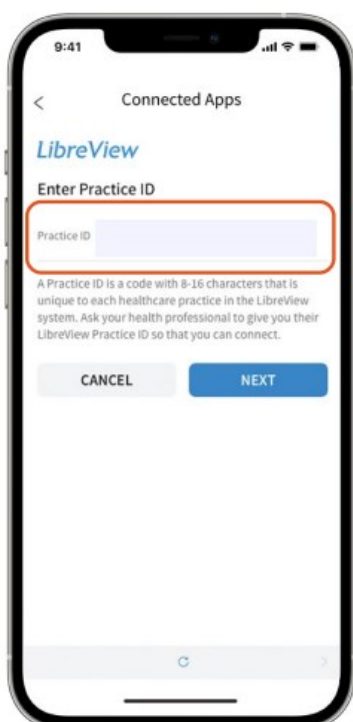 9:41
Connected Apps
LibreView
Enter Practice ID
Practice ID
A Practice ID is a code with 8-16 characters that is
unique to each healthcare practice in the LibreView
system. Ask your health professional to give you their
LibreView Practice ID so that you can connect.
CANCEL NEXT